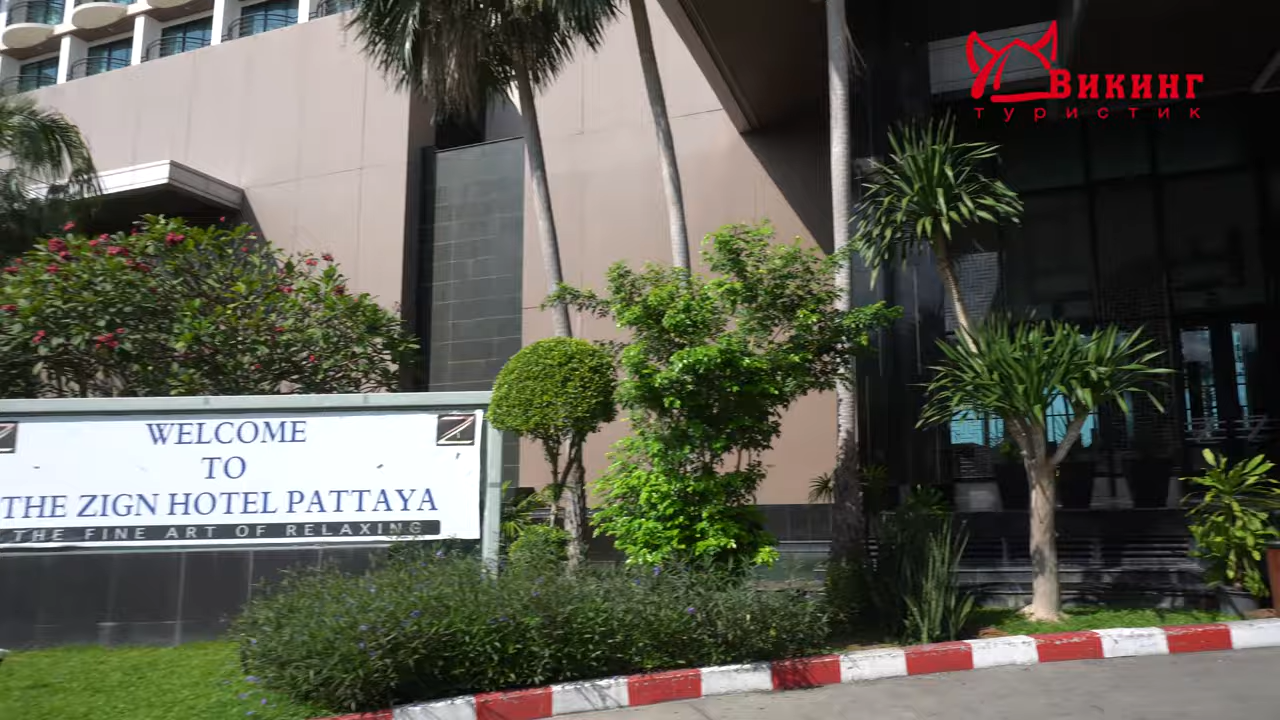 ВИКИНГ
туристик
WELCOME
TO
THE ZIGN HOTEL PATTAYA
THE FINE ART OF RELAXING